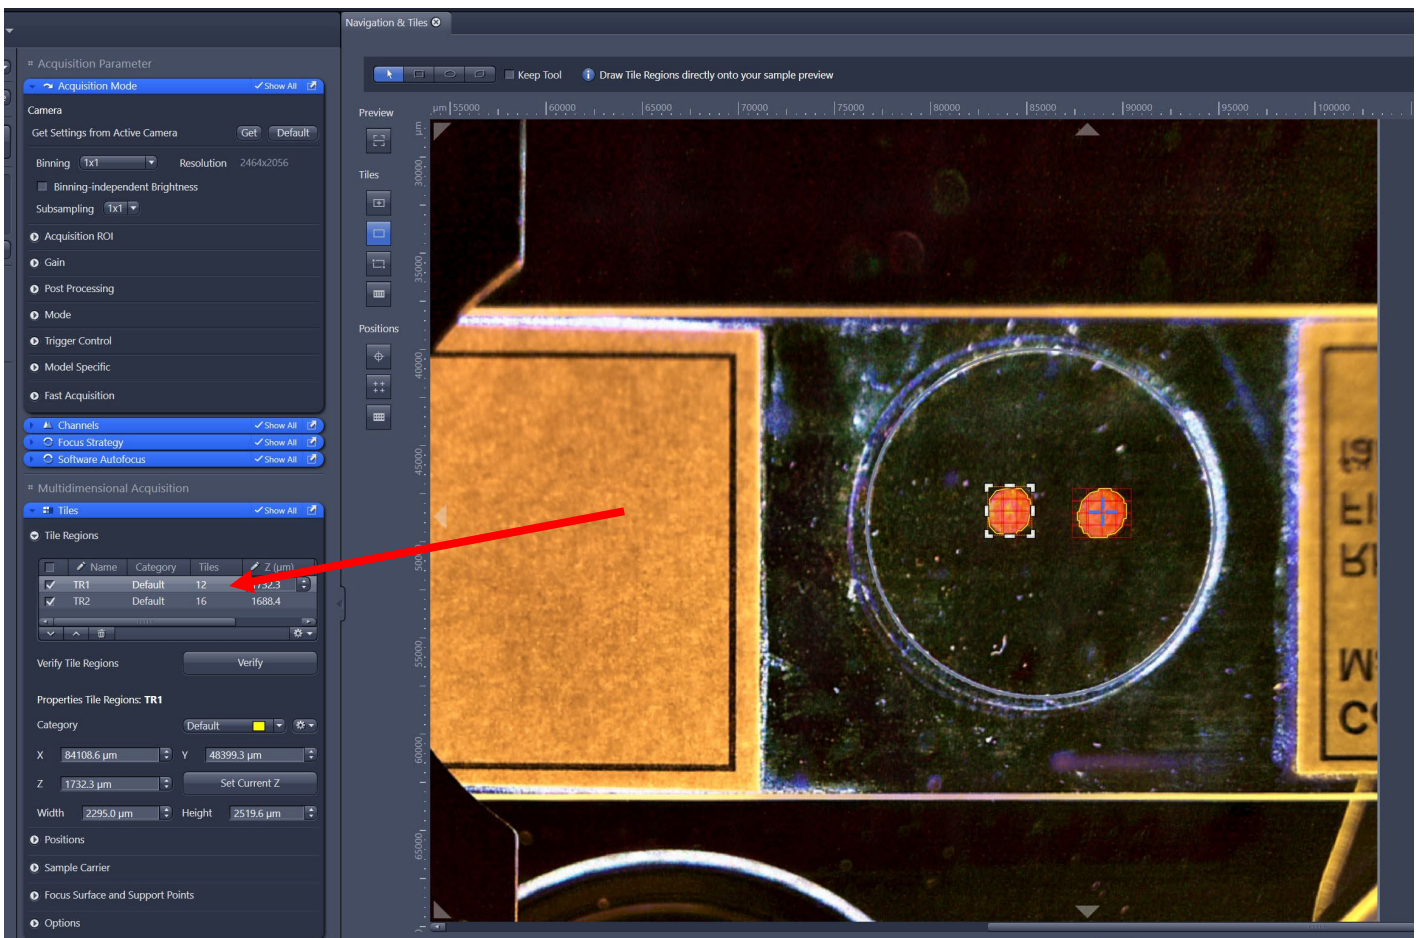 Navigation & Tiles
Acquisition Parameter
Acquisition Mode Show All
Camera
Get Settings from Active Camera Get Default
Binning 1x1 Resolution 2464x2056
Binning-independent Brightness
Subsampling 1x1
Acquisition ROI
Gain
Post Processing
Mode
Trigger Control
Model Specific
Fast Acquisition
Channels Show All
Focus Strategy Show All
Software Autofocus Show All
Multidimensional Acquisition
Tiles Show All
Tile Regions
Name Category Tiles Z (µm)
TR1 Default 12 1732.3
TR2 Default 16 1688.4
Verify Tile Regions Verify
Properties Tile Regions: TR1
Category Default
X 84108.6 µm Y 48399.3 µm
Z 1732.3 µm Set Current Z
Width 2295.0 µm Height 2519.6 µm
Positions
Sample Carrier
Focus Surface and Support Points
Options
Keep Tool Draw Tile Regions directly onto your sample preview
Preview
Tiles
Positions
µm 55000 60000 65000 70000 75000 80000 85000 90000 95000 100000
µm
30000
35000
40000
45000
50000
55000
60000
65000